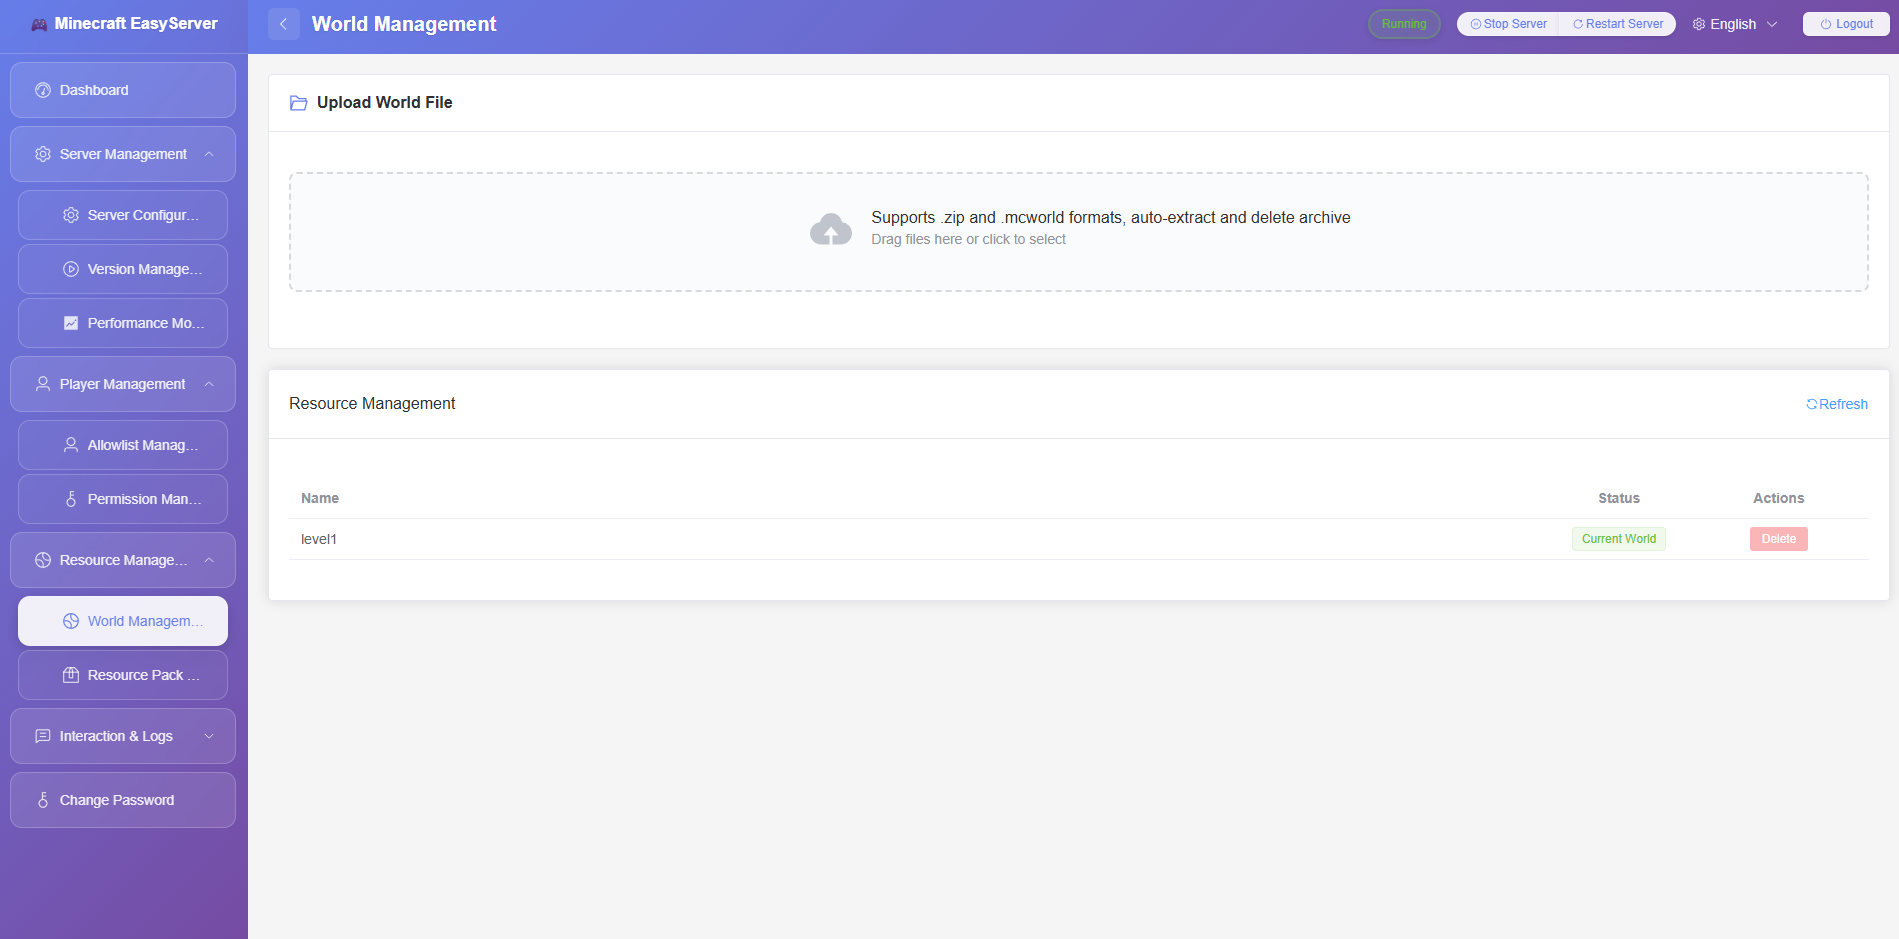 Minecraft EasyServer
World Management
Running
Stop Server
Restart Server
English
Logout
Dashboard
Server Management
Server Configur...
Version Manage...
Performance Mo...
Player Management
Allowlist Manag...
Permission Man...
Resource Manage...
World Managem...
Resource Pack ...
Interaction & Logs
Change Password
Upload World File
Supports .zip and .mcworld formats, auto-extract and delete archive
Drag files here or click to select
Resource Management
Refresh
Name Status Actions
level1 Current World Delete